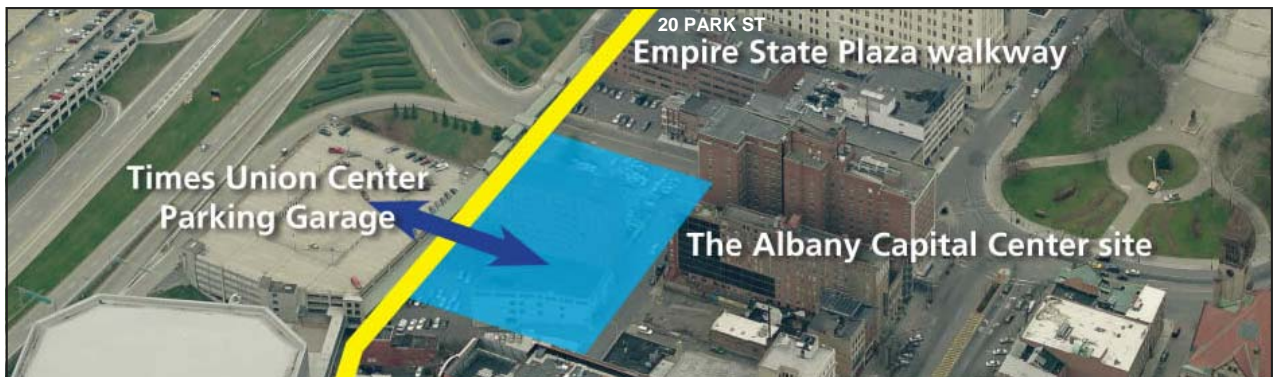 20 PARK ST
Empire State Plaza walkway
Times Union Center
Parking Garage
The Albany Capital Center site